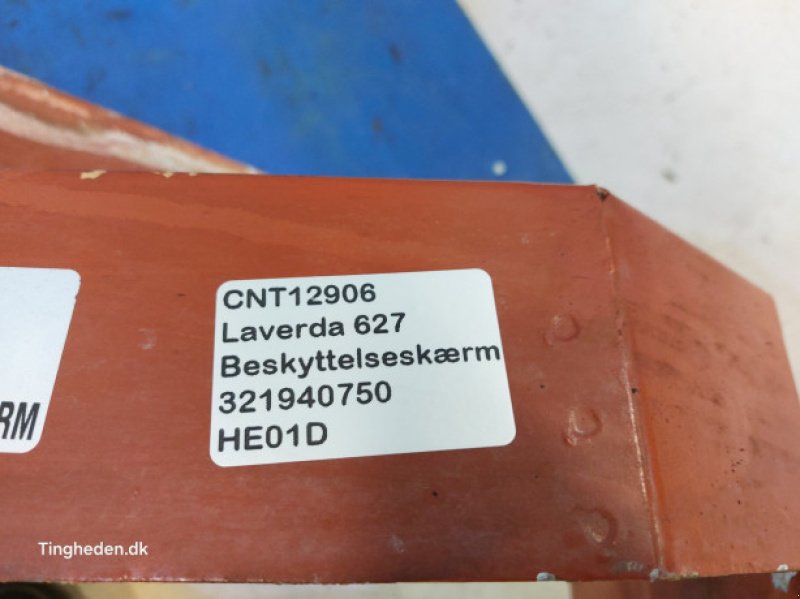 CNT12906
Laverda 627
Beskyttelseskærm
321940750
HE01D
RM
Tingheden.dk